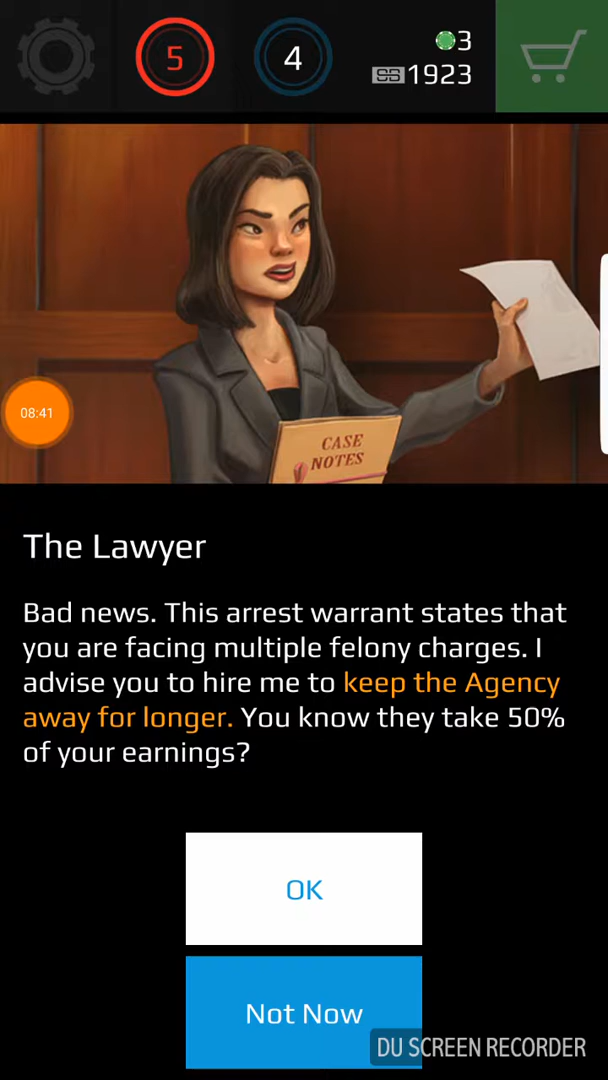 5
4
3
1923
CASE
NOTES
08:41
The Lawyer
Bad news. This arrest warrant states that
you are facing multiple felony charges. I
advise you to hire me to keep the Agency
away for longer. You know they take 50%
of your earnings?
OK
Not Now
DU SCREEN RECORDER